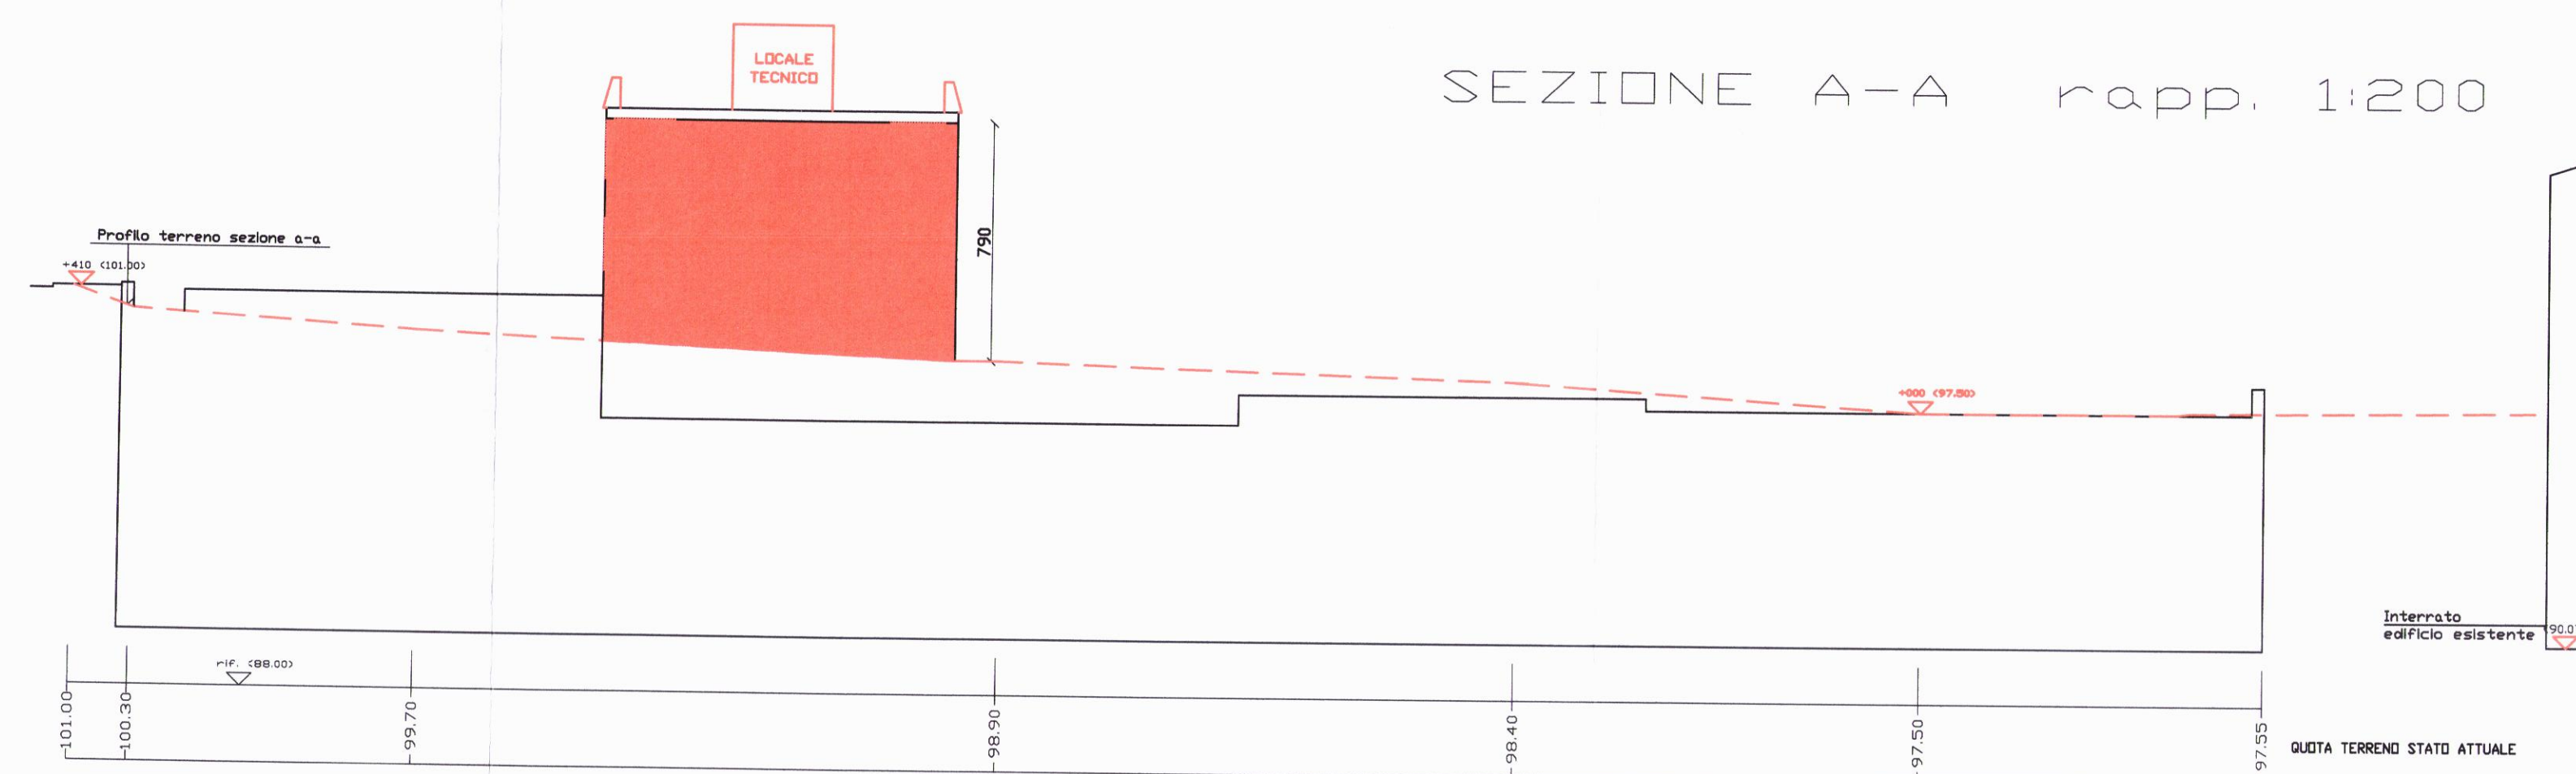 LOCALE
TECNICO
SEZIONE A-A rapp. 1:200
Profilo terreno sezione a-a
+410 (101.00)
790
+000 (97.50)
Interrato
edificio esistente
rif. (88.00)
101.00
100.30
99.70
98.90
98.40
97.50
97.55
QUOTA TERRENO STATO ATTUALE